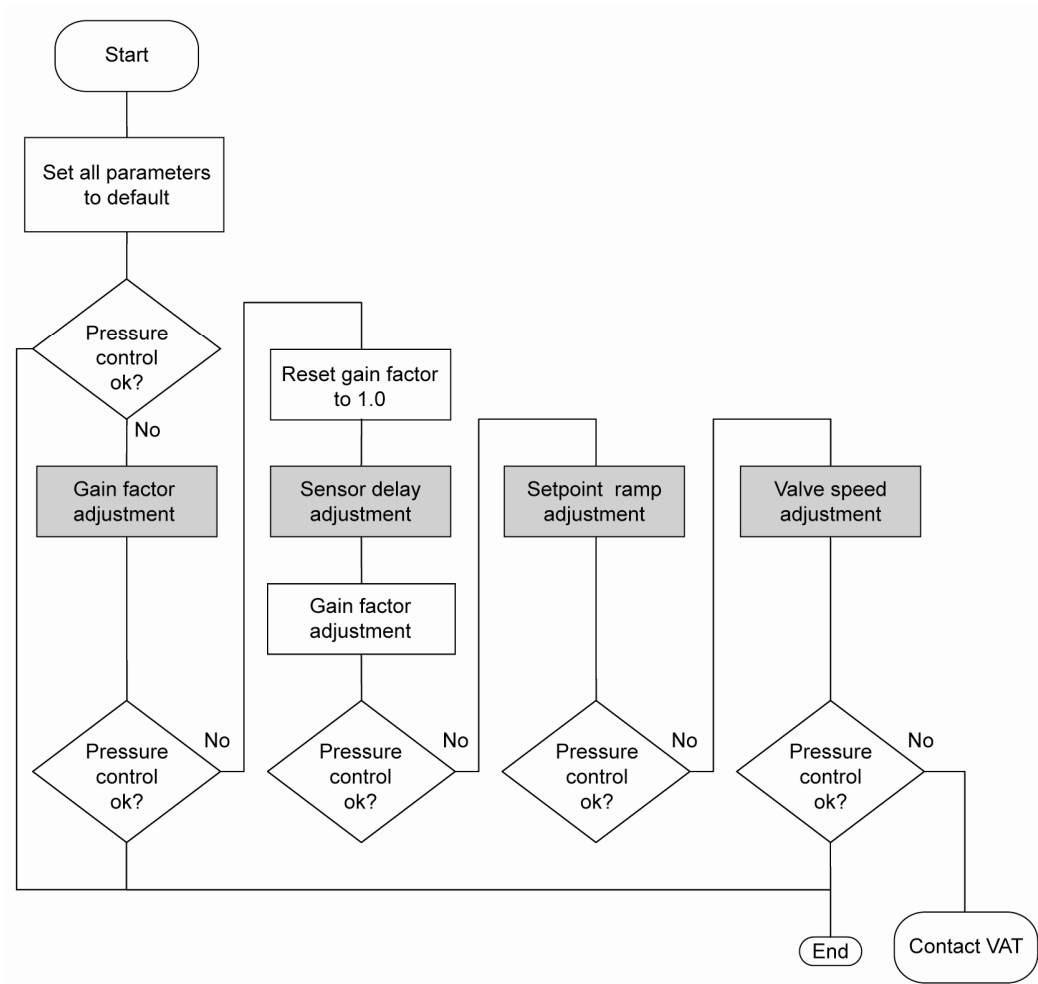 Start
Set all parameters
to default
Pressure
control
ok?
No
Gain factor
adjustment
Pressure
control
ok?
No
Reset gain factor
to 1.0
Sensor delay
adjustment
Gain factor
adjustment
Pressure
control
ok?
No
Setpoint ramp
adjustment
Pressure
control
ok?
No
Valve speed
adjustment
Pressure
control
ok?
No
End
Contact VAT